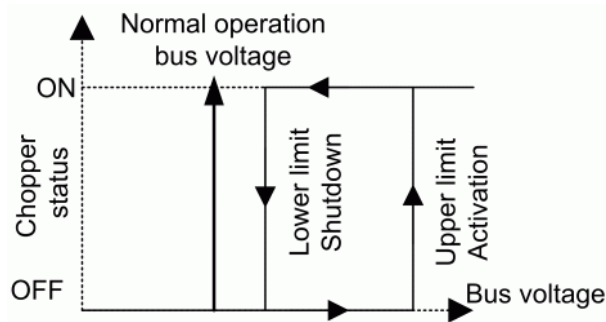 Normal operation
bus voltage
ON
Chopper
status
Lower limit
Shutdown
Upper limit
Activation
OFF
Bus voltage